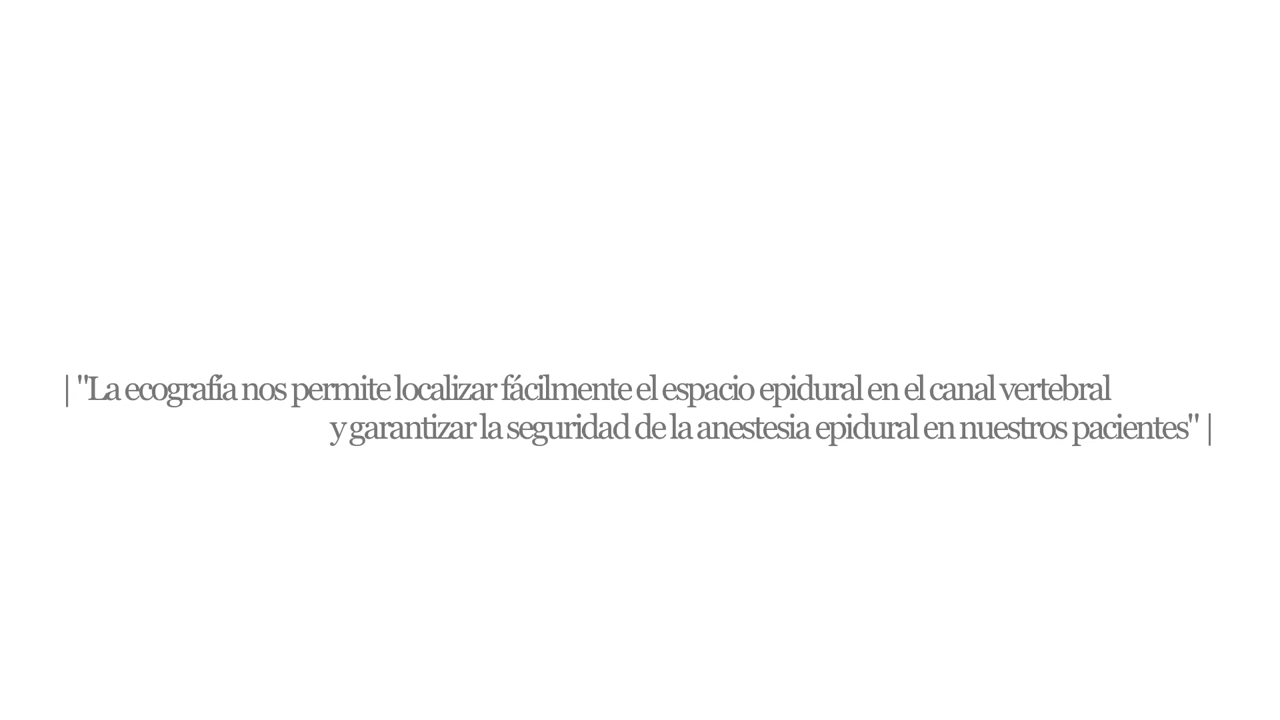 | "La ecografía nos permite localizar fácilmente el espacio epidural en el canal vertebral
y garantizar la seguridad de la anestesia epidural en nuestros pacientes" |